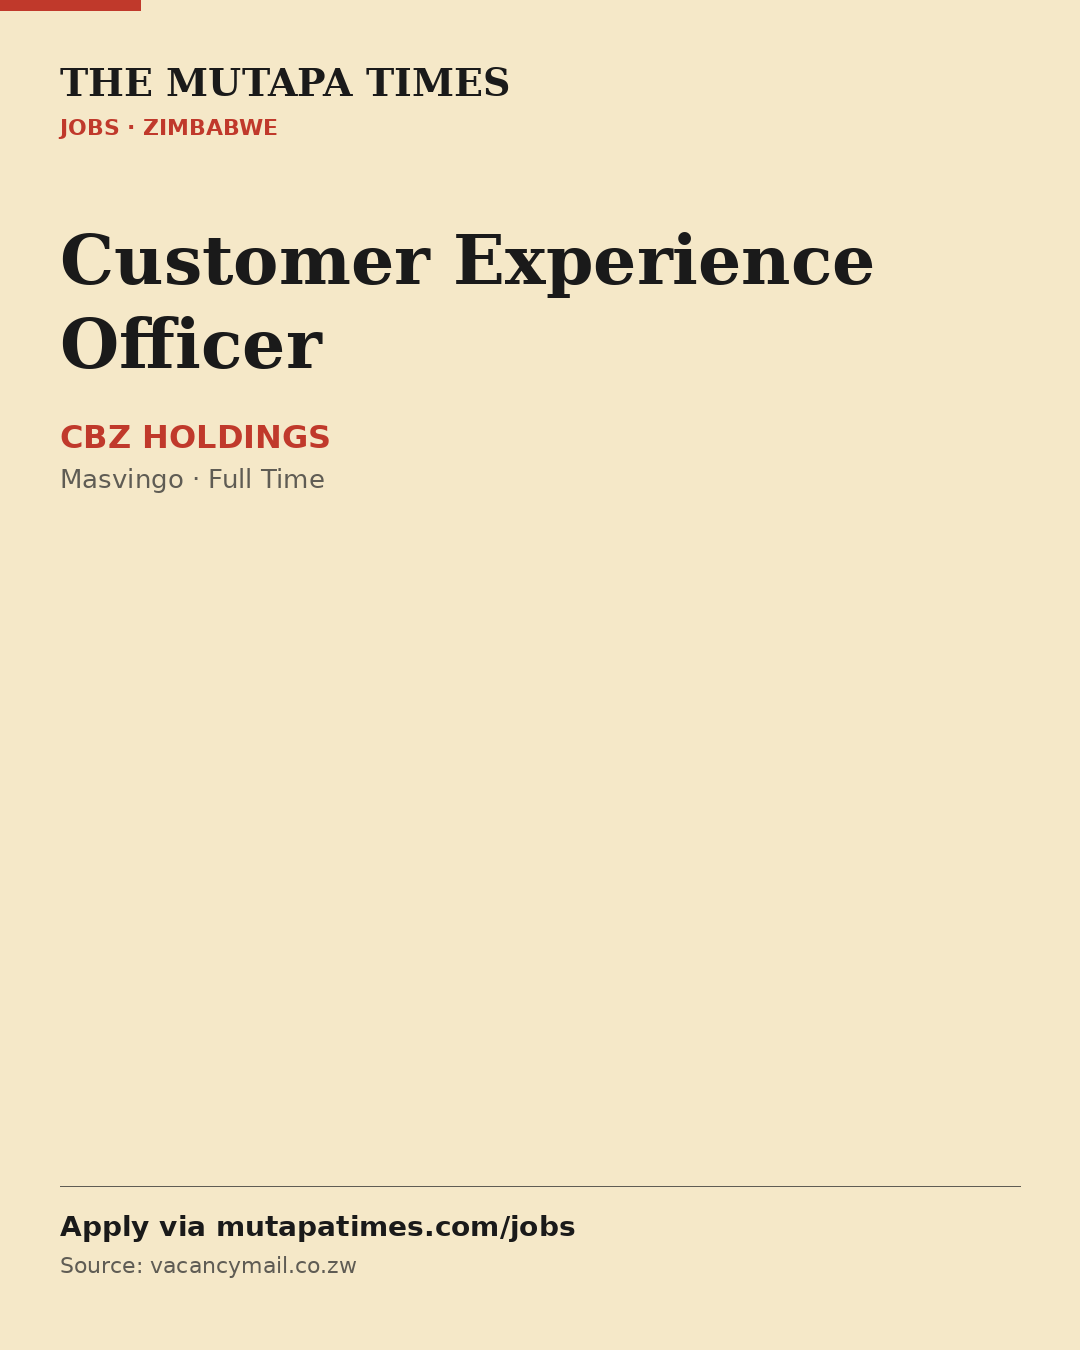 THE MUTAPA TIMES
JOBS · ZIMBABWE
Customer Experience
Officer
CBZ HOLDINGS
Masvingo · Full Time
Apply via mutapatimes.com/jobs
Source: vacancymail.co.zw